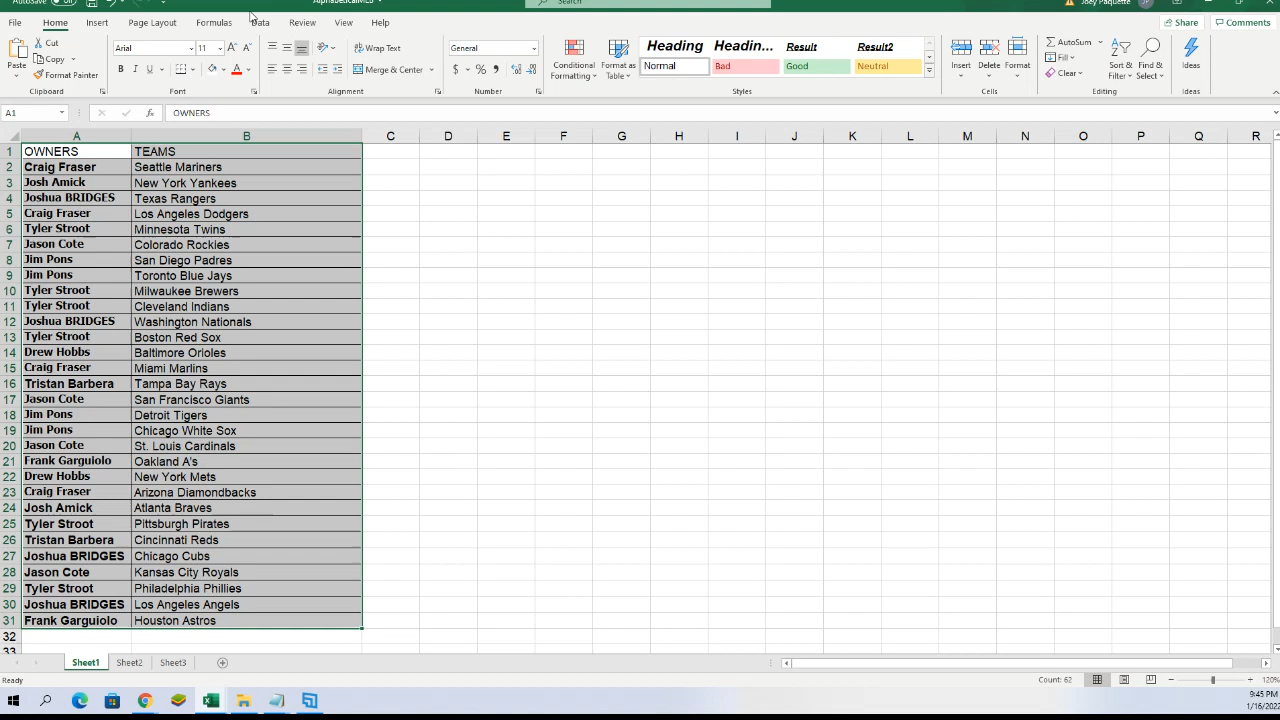 AutoSave Off AlphabeticalMLB Search Joey Paquette JP
File Home Insert Page Layout Formulas Data Review View Help Share Comments
Cut
Copy
Format Painter
Paste
Arial 11 A A
B I U A
Wrap Text
Merge & Center
General
$ % 9
Conditional Formatting
Format as Table
Heading Headin... Result Result2
Normal Bad Good Neutral
Insert Delete Format
AutoSum
Fill
Clear
Sort & Filter
Find & Select
Ideas
Clipboard Font Alignment Number Styles Cells Editing Ideas
A1 fx OWNERS
A B C D E F G H I J K L M N O P Q R
1 OWNERS TEAMS
2 Craig Fraser Seattle Mariners
3 Josh Amick New York Yankees
4 Joshua BRIDGES Texas Rangers
5 Craig Fraser Los Angeles Dodgers
6 Tyler Stroot Minnesota Twins
7 Jason Cote Colorado Rockies
8 Jim Pons San Diego Padres
9 Jim Pons Toronto Blue Jays
10 Tyler Stroot Milwaukee Brewers
11 Tyler Stroot Cleveland Indians
12 Joshua BRIDGES Washington Nationals
13 Tyler Stroot Boston Red Sox
14 Drew Hobbs Baltimore Orioles
15 Craig Fraser Miami Marlins
16 Tristan Barbera Tampa Bay Rays
17 Jason Cote San Francisco Giants
18 Jim Pons Detroit Tigers
19 Jim Pons Chicago White Sox
20 Jason Cote St. Louis Cardinals
21 Frank Garguiolo Oakland A's
22 Drew Hobbs New York Mets
23 Craig Fraser Arizona Diamondbacks
24 Josh Amick Atlanta Braves
25 Tyler Stroot Pittsburgh Pirates
26 Tristan Barbera Cincinnati Reds
27 Joshua BRIDGES Chicago Cubs
28 Jason Cote Kansas City Royals
29 Tyler Stroot Philadelphia Phillies
30 Joshua BRIDGES Los Angeles Angels
31 Frank Garguiolo Houston Astros
32
33
Sheet1 Sheet2 Sheet3
Ready Count: 62 120%
9:45 PM
1/16/2022